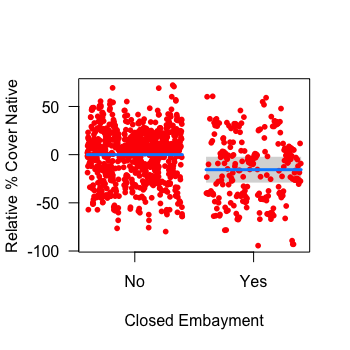 Relative % Cover Native
50
0
-50
-100
No Yes
Closed Embayment